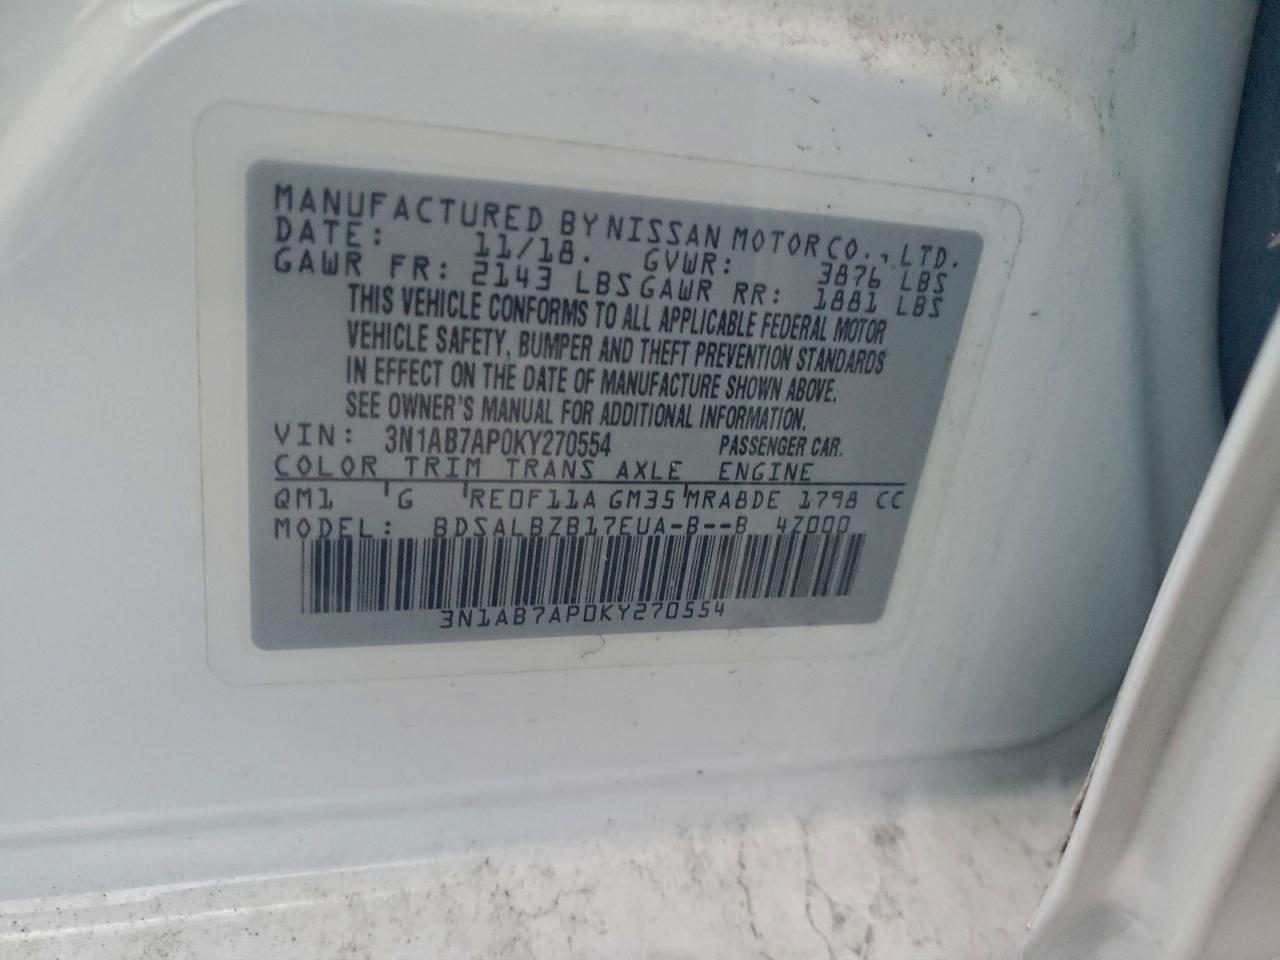 MANUFACTURED BY NISSAN MOTOR CO., LTD.
DATE: 11/18. GVWR: 3876 LBS
GAWR FR: 2143 LBS GAWR RR: 1881 LBS
THIS VEHICLE CONFORMS TO ALL APPLICABLE FEDERAL MOTOR
VEHICLE SAFETY, BUMPER AND THEFT PREVENTION STANDARDS
IN EFFECT ON THE DATE OF MANUFACTURE SHOWN ABOVE.
SEE OWNER'S MANUAL FOR ADDITIONAL INFORMATION.
VIN: 3N1AB7AP0KY270554 PASSENGER CAR.
COLOR TRIM TRANS AXLE ENGINE
QM1 G RE0F11A GM35 MRA8DE 1798 CC
MODEL: BDSALBZB17EUA-B--B 4Z000
3N1AB7AP0KY270554